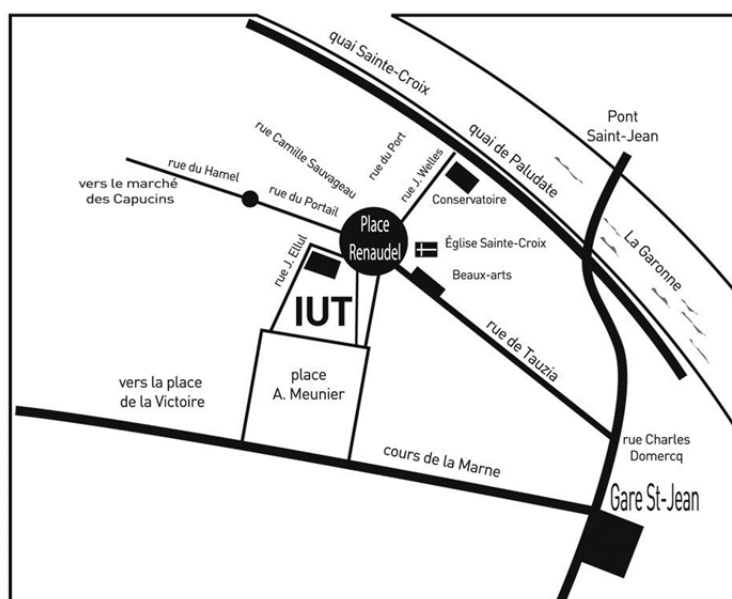 quai Sainte-Croix
Pont
Saint-Jean
quai de Paludate
rue Camille Sauvageau
rue du Port
rue du Hamel
rue J. Welles
vers le marché
des Capucins
rue du Portail
Conservatoire
Place
Renaudel
Église Sainte-Croix
La Garonne
rue J. Ellul
Beaux-arts
IUT
rue de Tauzia
vers la place
de la Victoire
place
A. Meunier
cours de la Marne
rue Charles
Domercq
Gare St-Jean